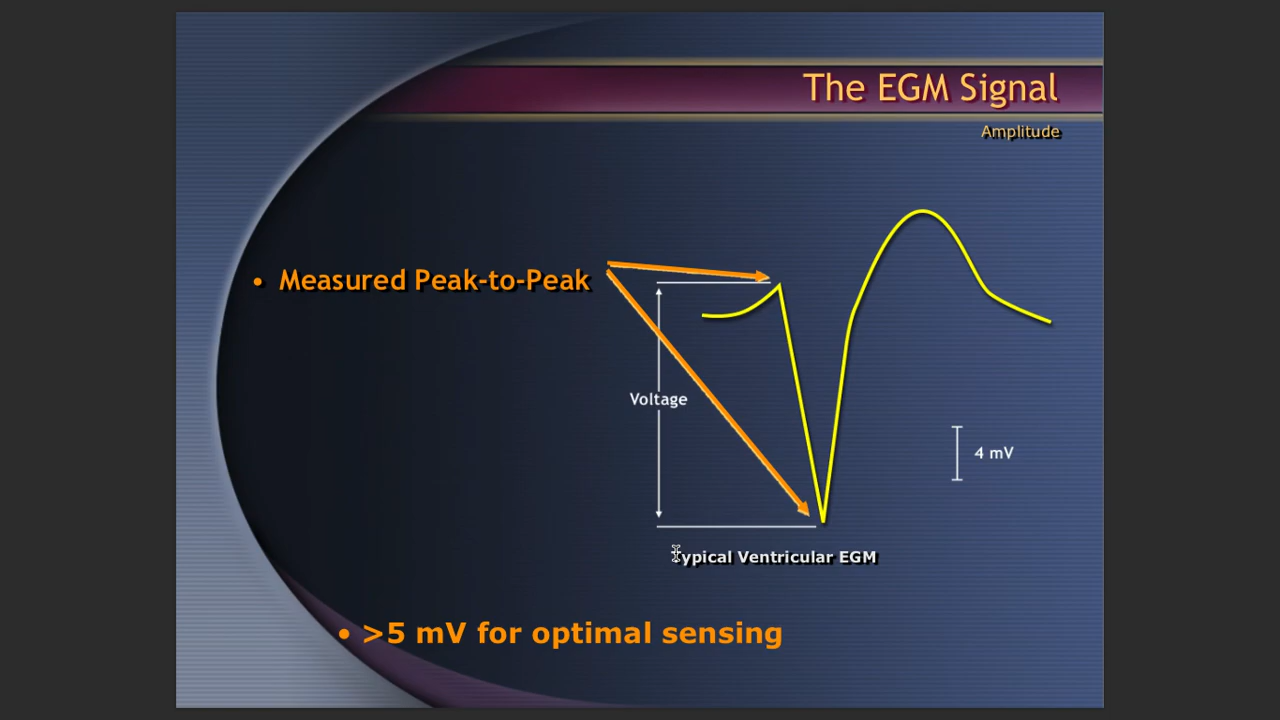 The EGM Signal
Amplitude
• Measured Peak-to-Peak
Voltage
4 mV
Typical Ventricular EGM
• >5 mV for optimal sensing